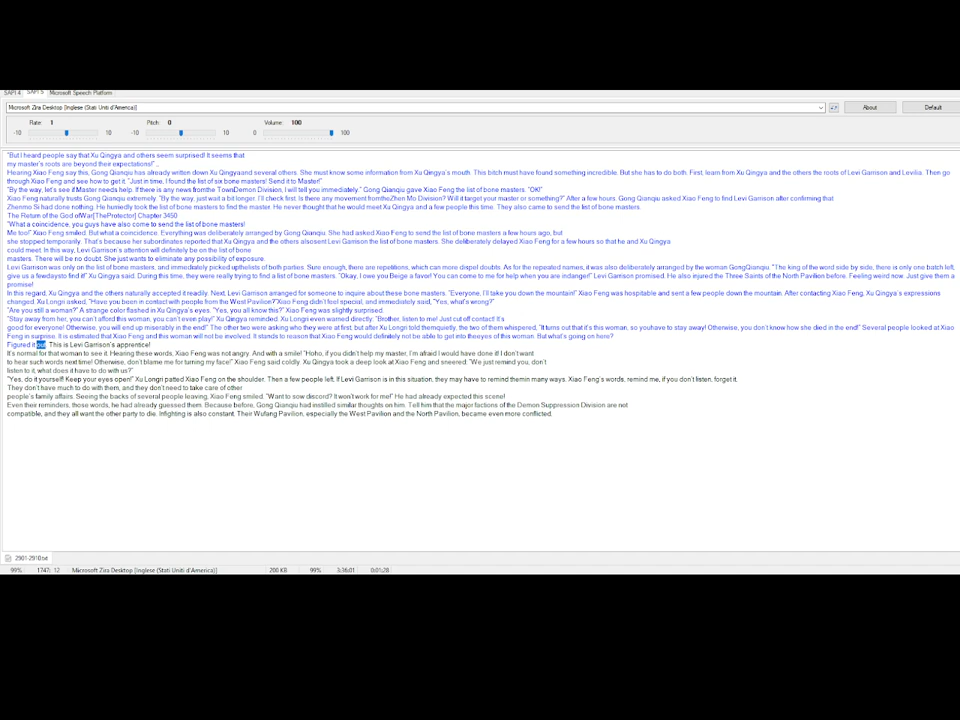 SAPI 4 SAPI 5 Microsoft Speech Platform
Microsoft Zira Desktop [Inglese (Stati Uniti d'America)]
About
Default
Rate: 1 Pitch: 0 Volume: 100
-10 10 -10 10 0 100
"But I heard people say that Xu Qingya and others seem surprised! It seems that
my master's roots are beyond their expectations!" ,
Hearing Xiao Feng say this, Gong Qianqiu has already written down Xu Qingyaand several others. She must know some information from Xu Qingya's mouth. This bitch must have found something incredible. But she has to do both. First, learn from Xu Qingya and the others the roots of Levi Garrison and Levilia. Then go
through Xiao Feng and see how to get it. "Just in time, I found the list of six bone masters! Send it to Master!"
"By the way, let's see if Master needs help. If there is any news fromthe TownDemon Division, I will tell you immediately." Gong Qianqiu gave Xiao Feng the list of bone masters. "OK!"
Xiao Feng naturally trusts Gong Qianqiu extremely. "By the way, just wait a bit longer. I'll check first. Is there any movement fromtheZhen Mo Division? Will it target your master or something?" After a few hours. Gong Qianqiu asked Xiao Feng to find Levi Garrison after confirming that
Zhenmo Si had done nothing. He hurriedly took the list of bone masters to find the master. He never thought that he would meet Xu Qingya and a few people this time. They also came to send the list of bone masters.
The Return of the God ofWar[TheProtector] Chapter 3450
"What a coincidence, you guys have also come to send the list of bone masters!
Me too!" Xiao Feng smiled. But what a coincidence. Everything was deliberately arranged by Gong Qianqiu. She had asked Xiao Feng to send the list of bone masters a few hours ago, but
she stopped temporarily. That's because her subordinates reported that Xu Qingya and the others alsosent Levi Garrison the list of bone masters. She deliberately delayed Xiao Feng for a few hours so that he and Xu Qingya
could meet. In this way, Levi Garrison's attention will definitely be on the list of bone
masters. There will be no doubt. She just wants to eliminate any possibility of exposure.
Levi Garrison was only on the list of bone masters, and immediately picked upthelists of both parties. Sure enough, there are repetitions, which can more dispel doubts. As for the repeated names, it was also deliberately arranged by the woman GongQianqiu. "The king of the word side by side, there is only one batch left,
give us a fewdaysto find it!" Xu Qingya said. During this time, they were really trying to find a list of bone masters. "Okay, I owe you Beige a favor! You can come to me for help when you are indanger!" Levi Garrison promised. He also injured the Three Saints of the North Pavilion before. Feeling weird now. Just give them a
promise!
In this regard, Xu Qingya and the others naturally accepted it readily. Next, Levi Garrison arranged for someone to inquire about these bone masters. "Everyone, I'll take you down the mountain!" Xiao Feng was hospitable and sent a few people down the mountain. After contacting Xiao Feng, Xu Qingya's expressions
changed. Xu Longri asked, "Have you been in contact with people from the West Pavilion?"Xiao Feng didn't feel special, and immediately said, "Yes, what's wrong?"
"Are you still a woman?" A strange color flashed in Xu Qingya's eyes. "Yes, you all know this?" Xiao Feng was slightly surprised.
"Stay away from her, you can't afford this woman, you can't even play!" Xu Qingya reminded. Xu Longri even warned directly: "Brother, listen to me! Just cut off contact! It's
good for everyone! Otherwise, you will end up miserably in the end!" The other two were asking who they were at first, but after Xu Longri told themquietly, the two of them whispered, "It turns out that it's this woman, so youhave to stay away! Otherwise, you don't know how she died in the end!" Several people looked at Xiao
Feng in surprise. It is estimated that Xiao Feng and this woman will not be involved. It stands to reason that Xiao Feng would definitely not be able to get into theeyes of this woman. But what's going on here?
Figured it out. This is Levi Garrison's apprentice!
It's normal for that woman to see it. Hearing these words, Xiao Feng was not angry. And with a smile! "Hoho, if you didn't help my master, I'm afraid I would have done it! I don't want
to hear such words next time! Otherwise, don't blame me for turning my face!" Xiao Feng said coldly. Xu Qingya took a deep look at Xiao Feng and sneered: "We just remind you, don't
listen to it, what does it have to do with us?"
"Yes, do it yourself! Keep your eyes open!" Xu Longri patted Xiao Feng on the shoulder. Then a few people left. If Levi Garrison is in this situation, they may have to remind themin many ways. Xiao Feng's words, remind me, if you don't listen, forget it.
They don't have much to do with them, and they don't need to take care of other
people's family affairs. Seeing the backs of several people leaving, Xiao Feng smiled. "Want to sow discord? It won'twork for me!" He had already expected this scene!
Even their reminders, those words, he had already guessed them. Because before, Gong Qianqiu had instilled similar thoughts on him. Tell him that the major factions of the Demon Suppression Division are not
compatible, and they all want the other party to die. Infighting is also constant. Their Wufang Pavilion, especially the West Pavilion and the North Pavilion, became even more conflicted.
2901-2910.txt
99% 1747: 12 Microsoft Zira Desktop [Inglese (Stati Uniti d'America)] 200 KB 99% 3:36:01 0:01:28